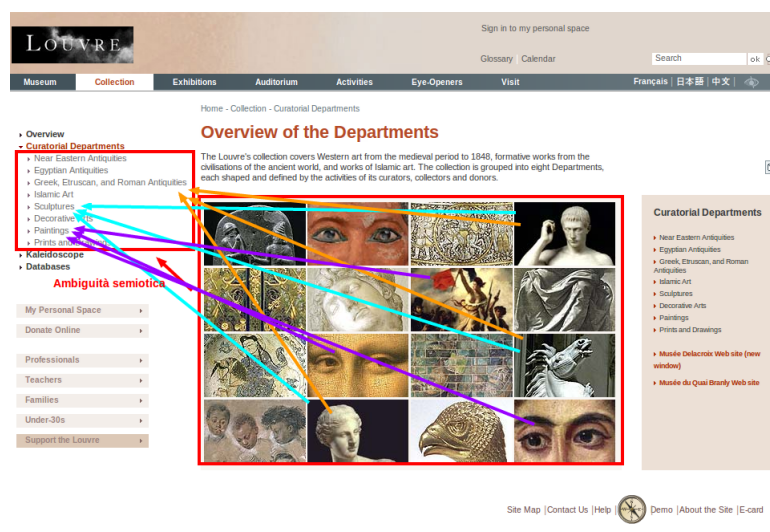 LOUVRE
Sign in to my personal space
Glossary | Calendar
Search
ok
Museum
Collection
Exhibitions
Auditorium
Activities
Eye-Openers
Visit
Français | 日本語 | 中文 |
Home - Collection - Curatorial Departments
Overview
Curatorial Departments
Near Eastern Antiquities
Egyptian Antiquities
Greek, Etruscan, and Roman Antiquities
Islamic Art
Sculptures
Decorative Arts
Paintings
Prints and Drawings
Kaleidoscope
Databases
Ambiguità semiotica
My Personal Space
Donate Online
Professionals
Teachers
Families
Under-30s
Support the Louvre
Overview of the Departments
The Louvre's collection covers Western art from the medieval period to 1848, formative works from the
civilisations of the ancient world, and works of Islamic art. The collection is grouped into eight Departments,
each shaped and defined by the activities of its curators, collectors and donors.
Curatorial Departments
Near Eastern Antiquities
Egyptian Antiquities
Greek, Etruscan, and Roman
Antiquities
Islamic Art
Sculptures
Decorative Arts
Paintings
Prints and Drawings
Musée Delacroix Web site (new
window)
Musée du Quai Branly Web site
Site Map |Contact Us |Help | Demo |About the Site |E-card